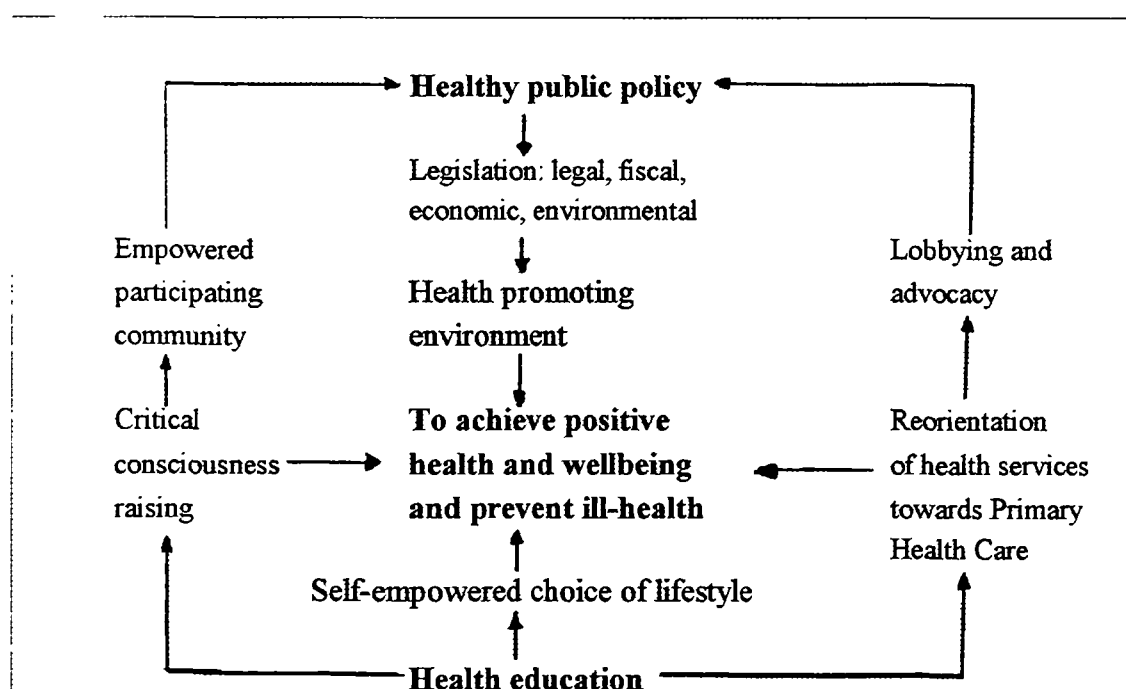 Healthy public policy
Legislation: legal, fiscal,
economic, environmental
Empowered
participating
community
Health promoting
environment
Lobbying and
advocacy
Critical
consciousness
raising
To achieve positive
health and wellbeing
and prevent ill-health
Reorientation
of health services
towards Primary
Health Care
Self-empowered choice of lifestyle
Health education